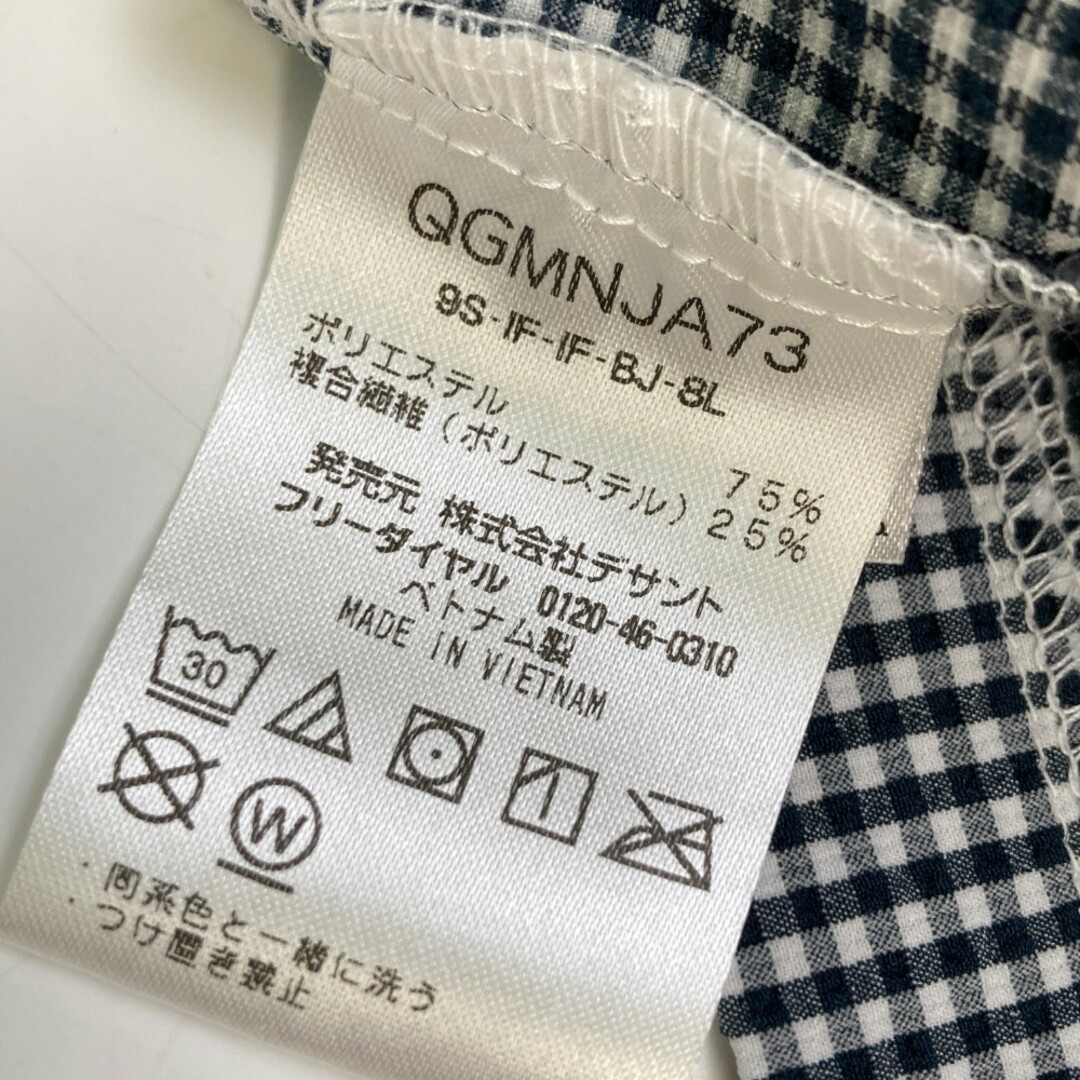 QGMNJA73
9S-IF-IF-BJ-8L
ポリエステル 75%
複合繊維(ポリエステル) 25%
発売元 株式会社デサント
フリーダイヤル 0120-46-0310
ベトナム製
MADE IN VIETNAM
30
W
・同系色と一緒に洗う
・つけ置き禁止